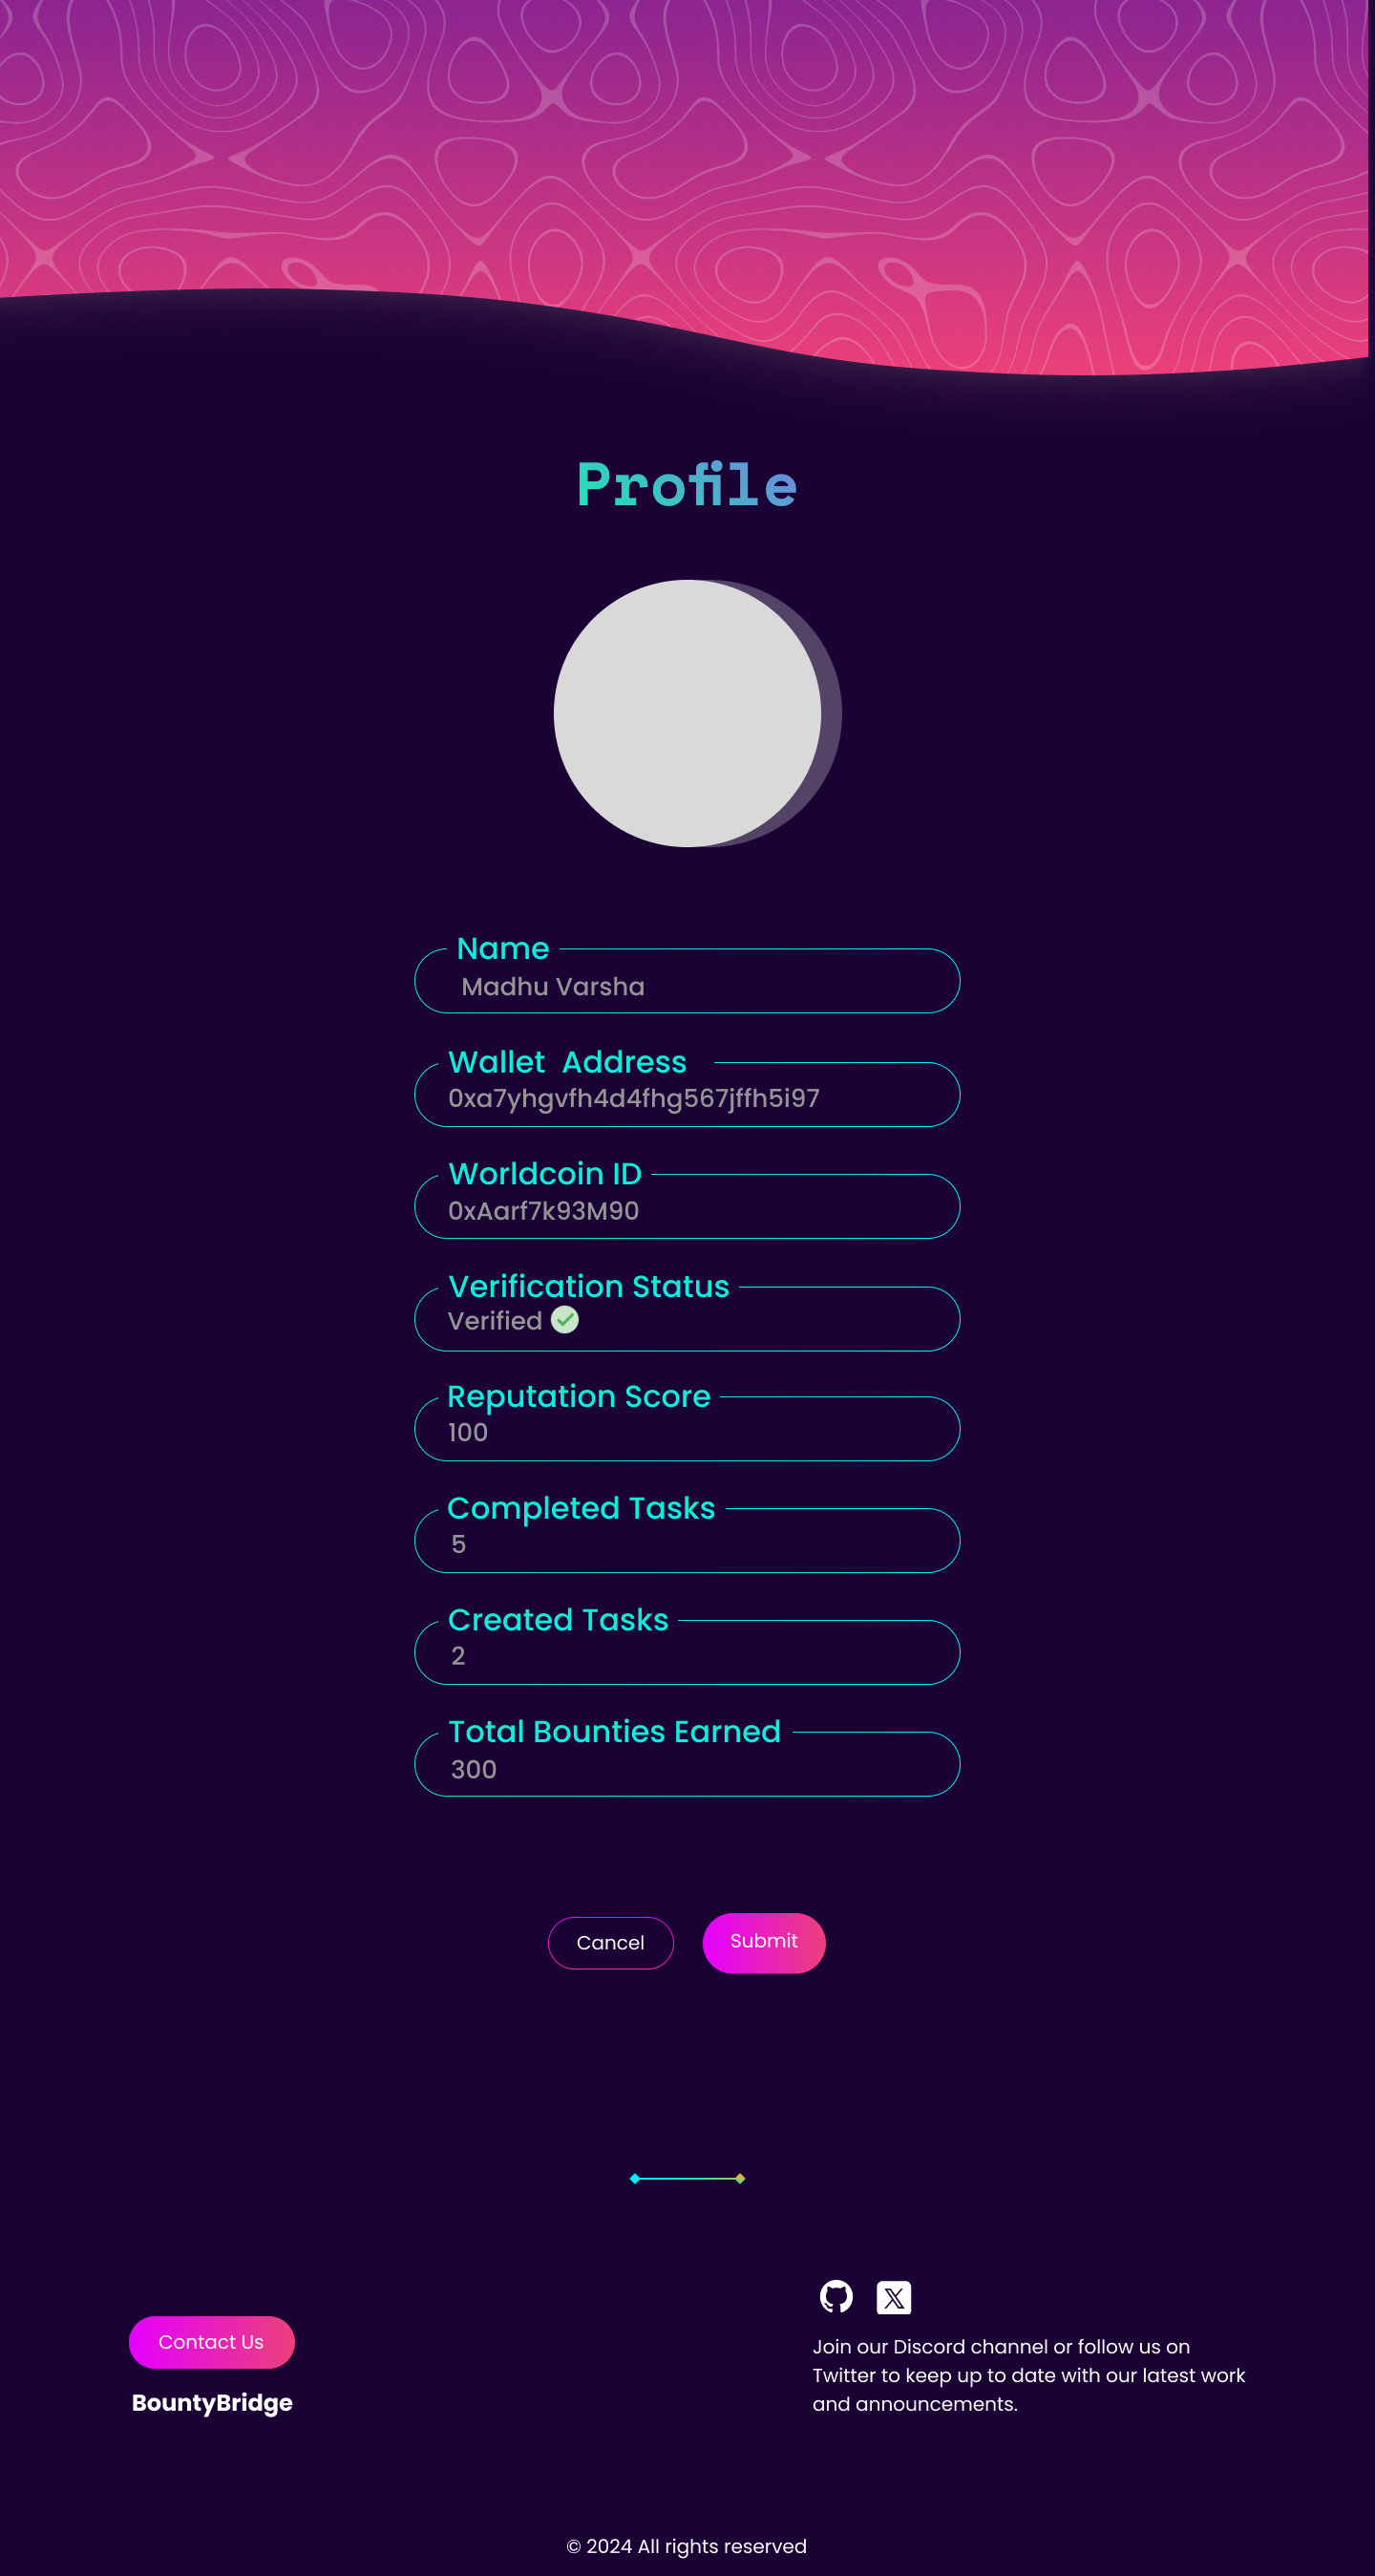 Profile
Name
Madhu Varsha
Wallet Address
0xa7yhgvfh4d4fhg567jffh5i97
Worldcoin ID
0xAarf7k93M90
Verification Status
Verified
Reputation Score
100
Completed Tasks
5
Created Tasks
2
Total Bounties Earned
300
Cancel
Submit
Contact Us
BountyBridge
Join our Discord channel or follow us on
Twitter to keep up to date with our latest work
and announcements.
© 2024 All rights reserved